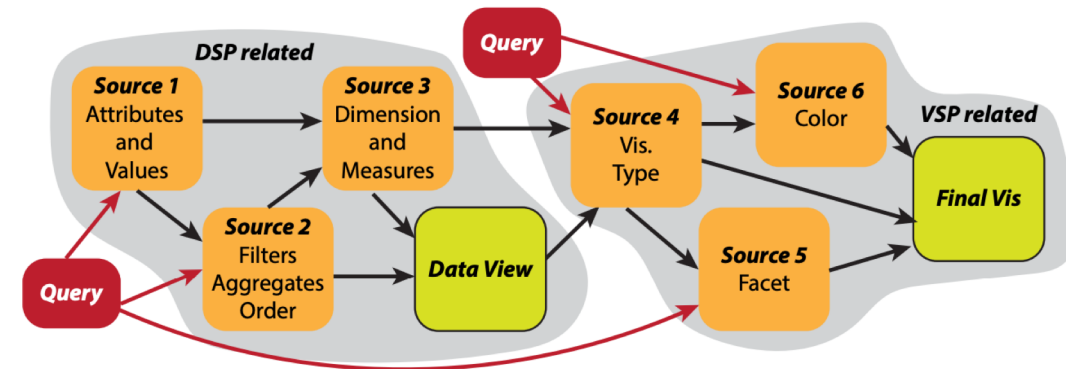 DSP related
Source 1
Attributes
and
Values
Source 2
Filters
Aggregates
Order
Source 3
Dimension
and
Measures
Data View
Query
Query
Source 4
Vis.
Type
Source 5
Facet
Source 6
Color
VSP related
Final Vis